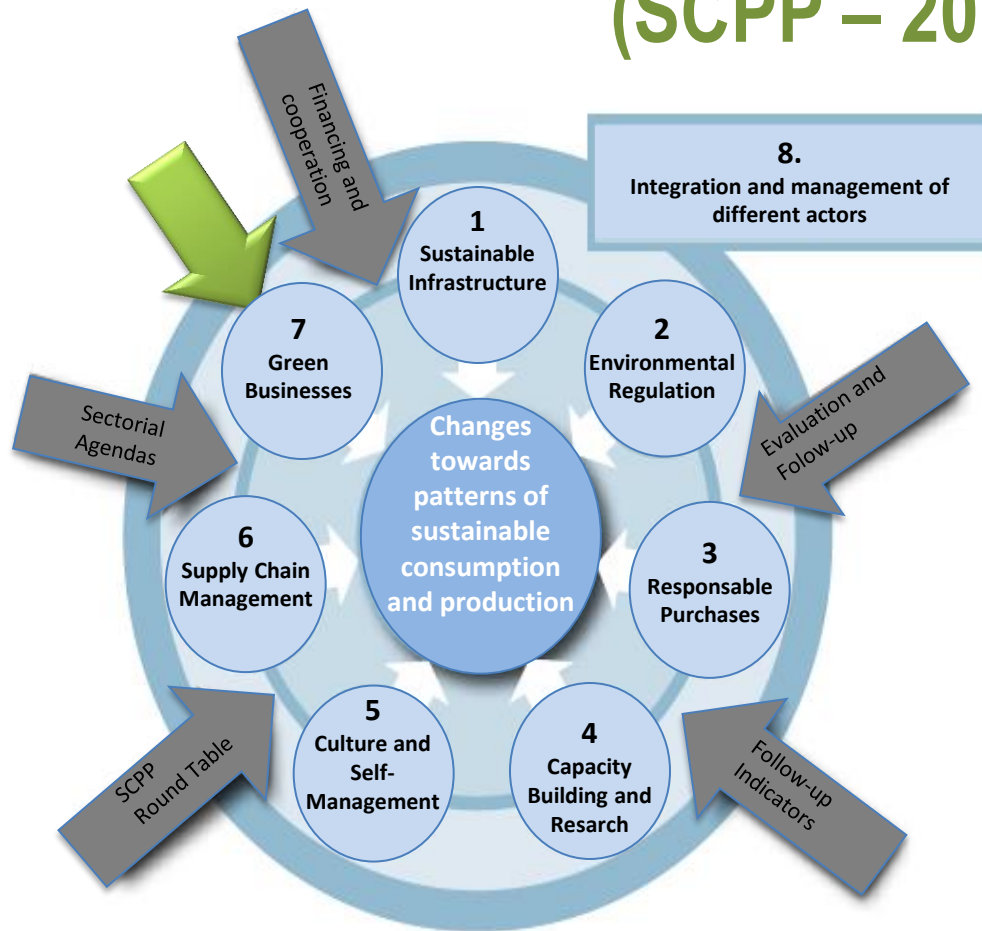 (SCPP – 20
Financing and
cooperation
8.
Integration and management of
different actors
1
Sustainable
Infrastructure
2
Environmental
Regulation
7
Green
Businesses
Sectorial
Agendas
Evaluation and
Folow-up
Changes
towards
patterns of
sustainable
consumption
and production
6
Supply Chain
Management
3
Responsable
Purchases
5
Culture and
Self-
Management
4
Capacity
Building and
Resarch
SCPP
Round Table
Follow-up
Indicators